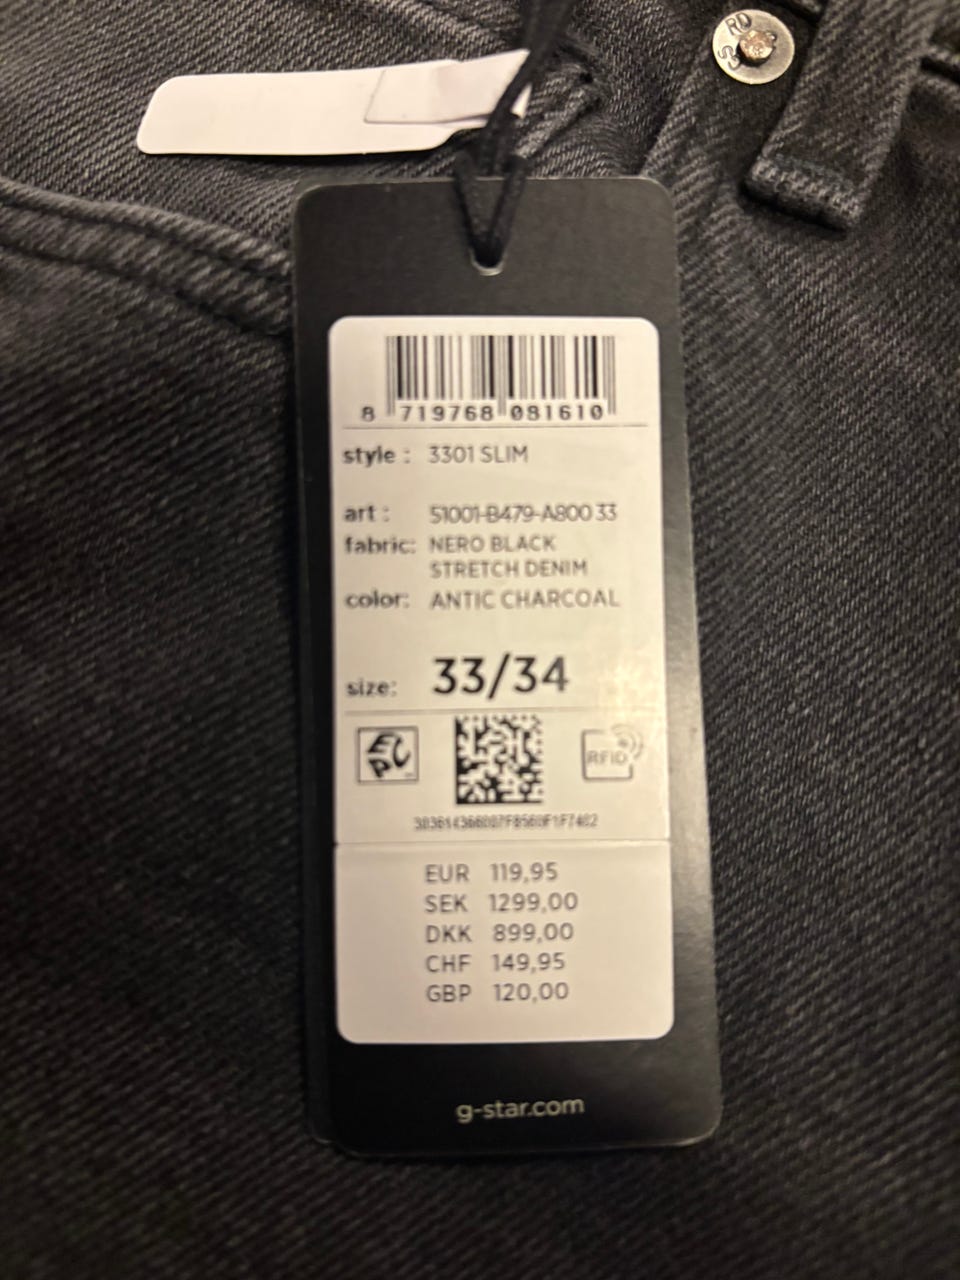 RD
8 719768 081610
style : 3301 SLIM
art : 51001-B479-A800 33
fabric: NERO BLACK
STRETCH DENIM
color: ANTIC CHARCOAL
size: 33/34
EPC
RFID
EUR 119,95
SEK 1299,00
DKK 899,00
CHF 149,95
GBP 120,00
g-star.com